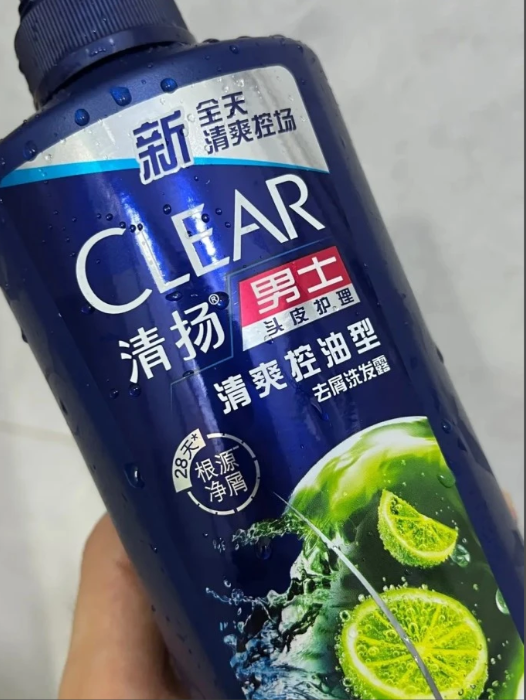 新
全天
清爽控场
CLEAR
清扬®
男士
头皮护理
清爽控油型
去屑洗发露
28天*
根源
净屑